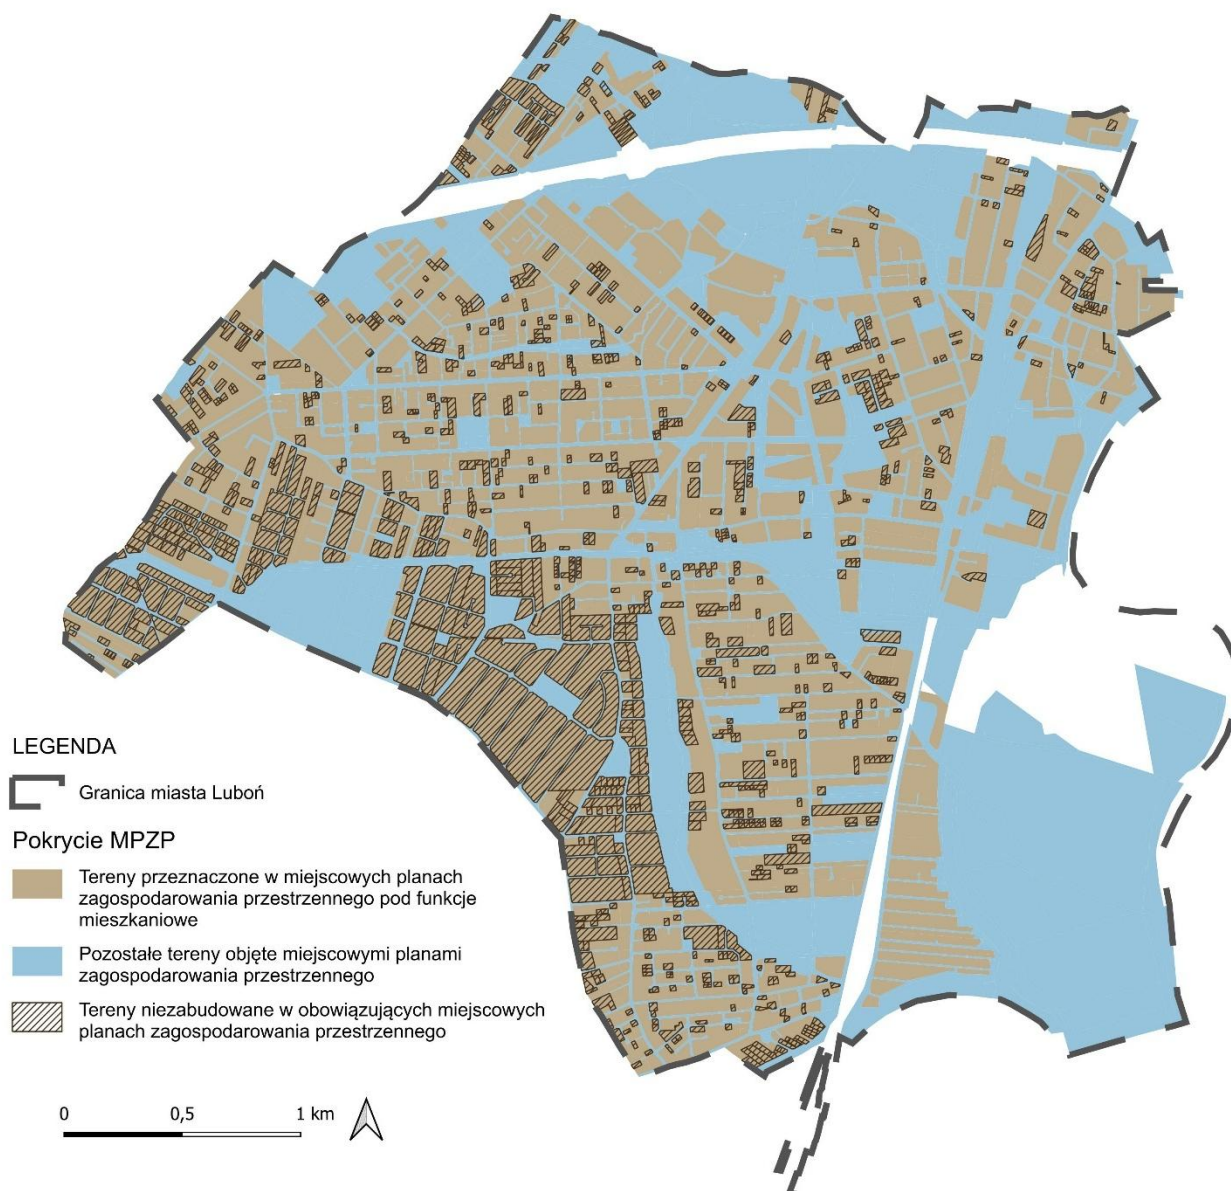 LEGENDA
Granica miasta Luboń
Pokrycie MPZP
Tereny przeznaczone w miejscowych planach
zagospodarowania przestrzennego pod funkcje
mieszkaniowe
Pozostałe tereny objęte miejscowymi planami
zagospodarowania przestrzennego
Tereny niezabudowane w obowiązujących miejscowych
planach zagospodarowania przestrzennego
0 0,5 1 km